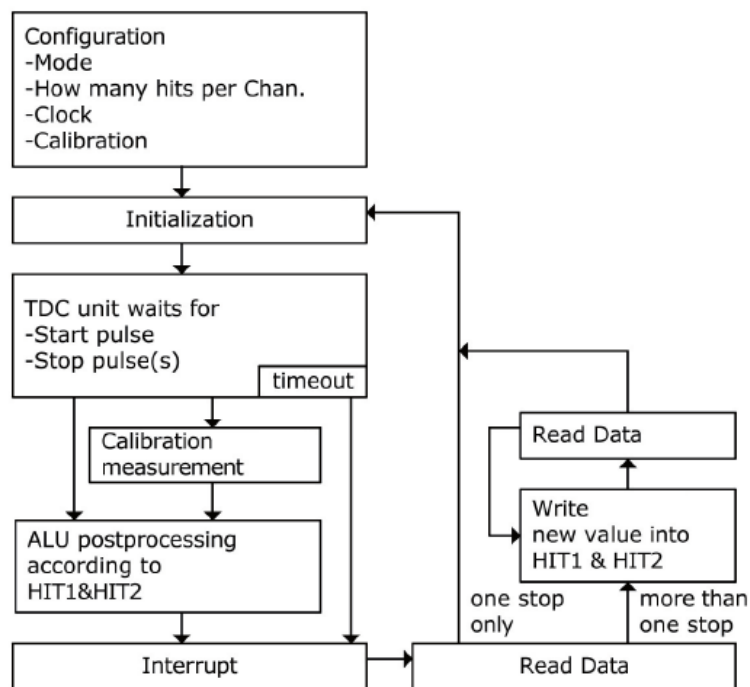 Configuration
-Mode
-How many hits per Chan.
-Clock
-Calibration
Initialization
TDC unit waits for
-Start pulse
-Stop pulse(s)
timeout
Calibration
measurement
ALU postprocessing
according to
HIT1&HIT2
Interrupt
Read Data
one stop
only
more than
one stop
Write
new value into
HIT1 & HIT2
Read Data